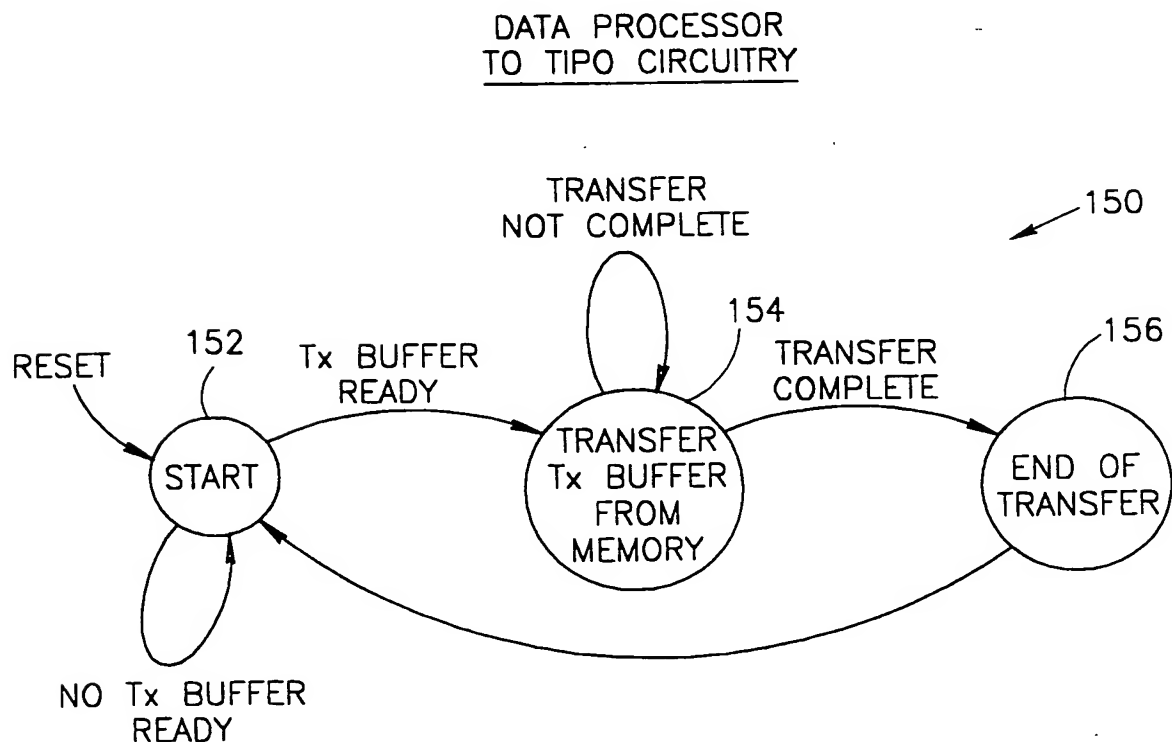 DATA PROCESSOR
TO TIPO CIRCUITRY
TRANSFER
NOT COMPLETE
150
154
156
152
RESET
Tx BUFFER
READY
TRANSFER
COMPLETE
START
TRANSFER
Tx BUFFER
FROM
MEMORY
END OF
TRANSFER
NO Tx BUFFER
READY